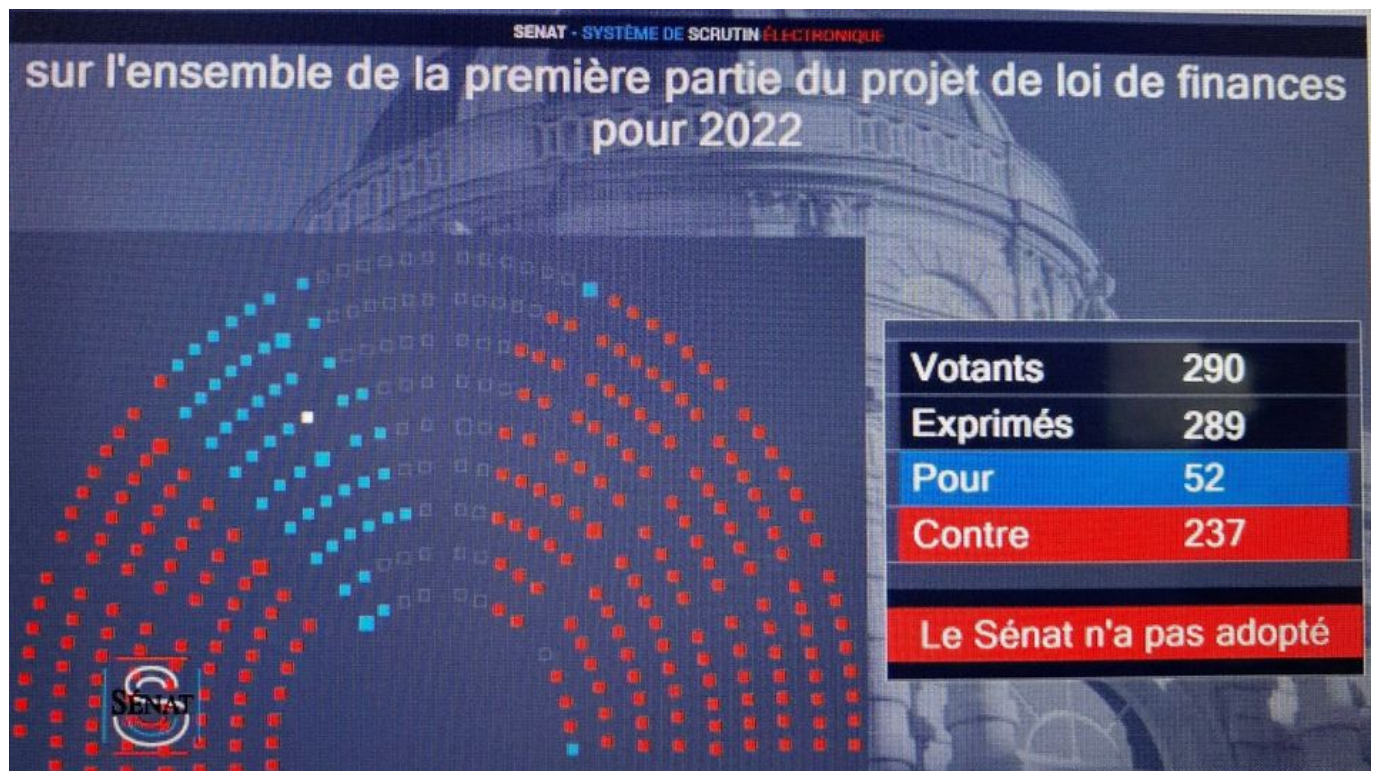 SENAT - SYSTÈME DE SCRUTIN ÉLECTRONIQUE
sur l'ensemble de la première partie du projet de loi de finances
pour 2022
Votants 290
Exprimés 289
Pour 52
Contre 237
Le Sénat n'a pas adopté
SÉNAT